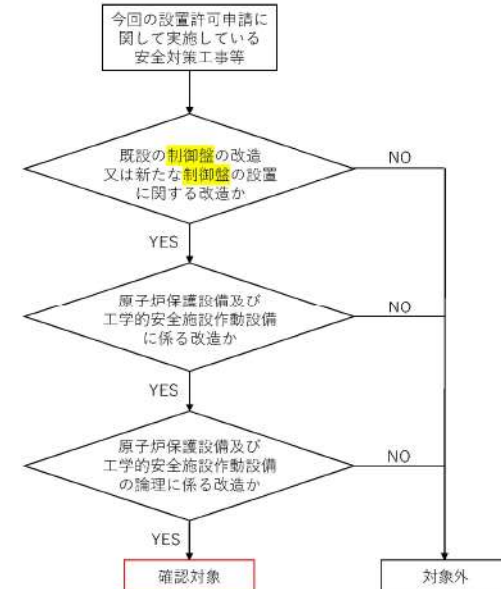 今回の設置許可申請に
関して実施している
安全対策工事等
既設の制御盤の改造
又は新たな制御盤の設置
に関する改造か
NO
YES
原子炉保護設備及び
工学的安全施設作動設備
に係る改造か
NO
YES
原子炉保護設備及び
工学的安全施設作動設備
の論理に係る改造か
NO
YES
確認対象
対象外